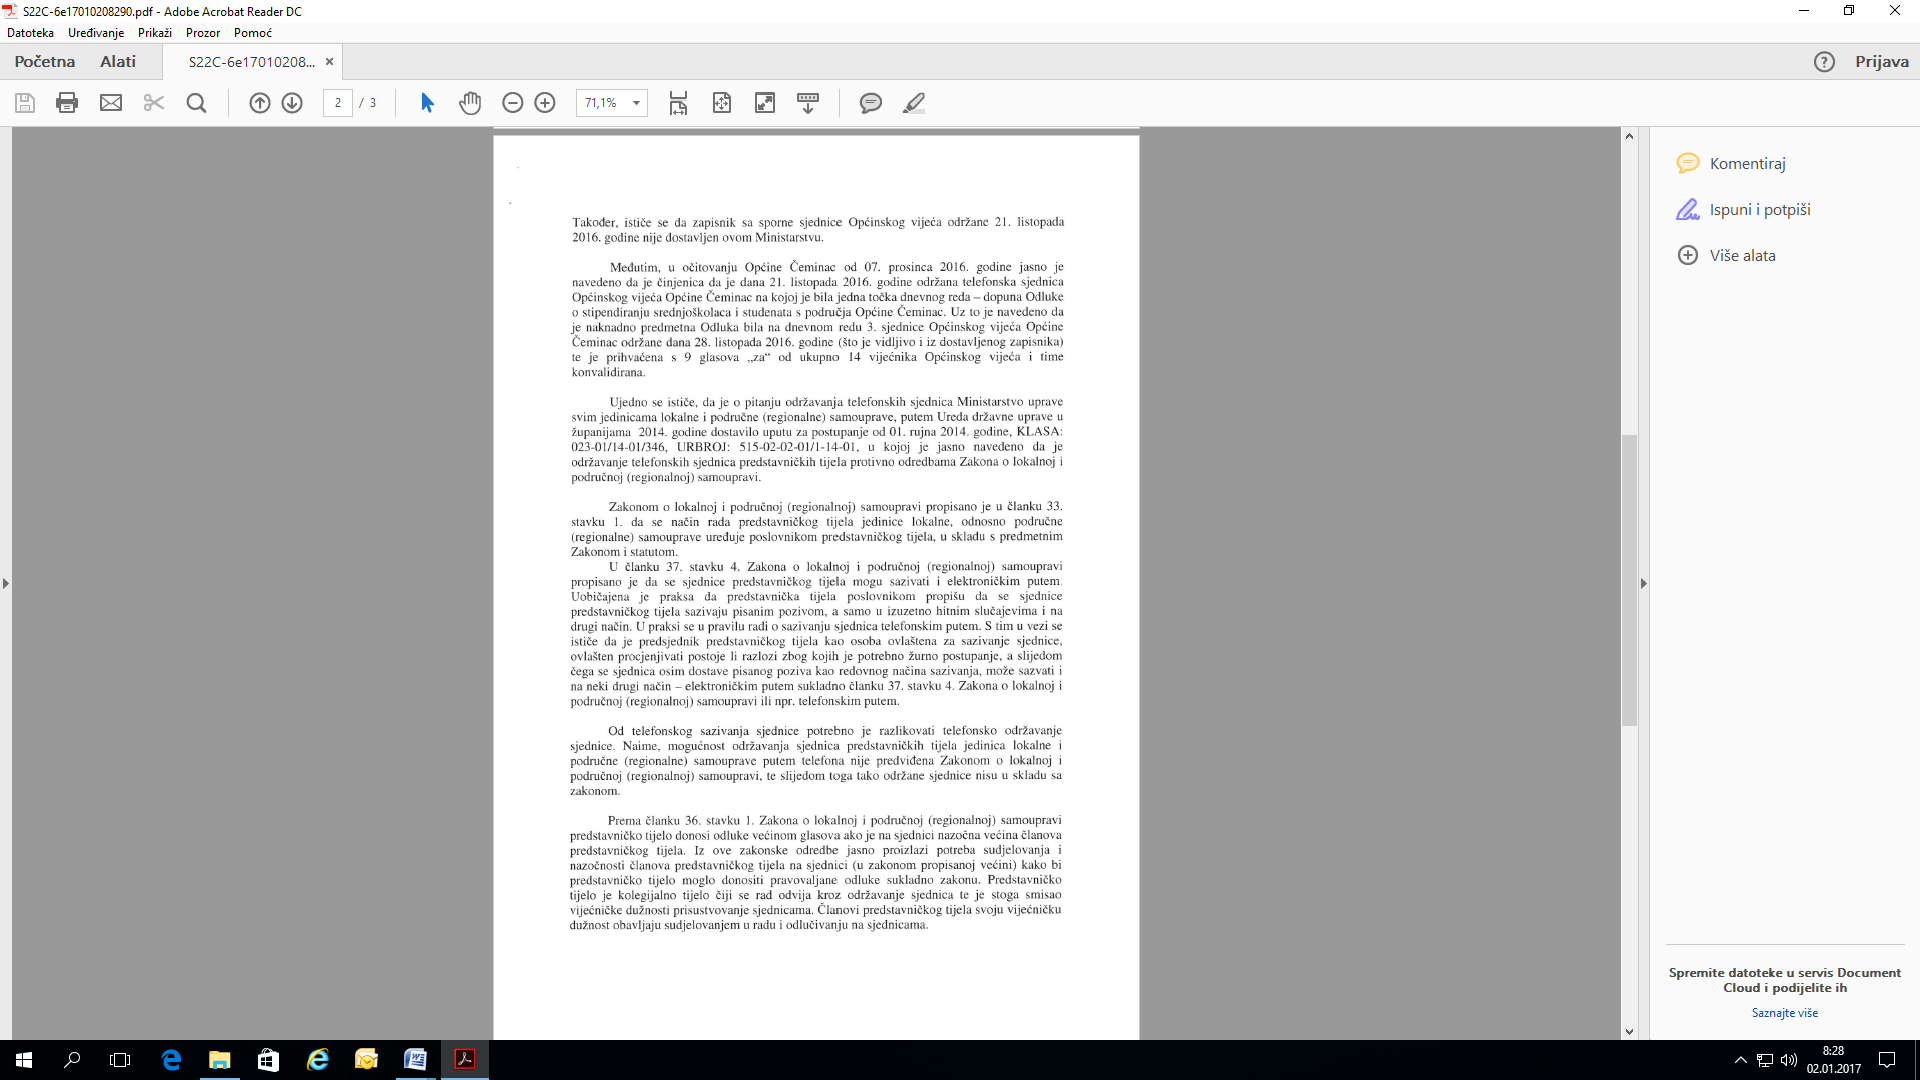 S22C-6e17010208290.pdf - Adobe Acrobat Reader DC
Datoteka Uređivanje Prikaži Prozor Pomoć
Početna Alati S22C-6e17010208... × Prijava
2 / 3 71,1%
Također, ističe se da zapisnik sa sporne sjednice Općinskog vijeća održane 21. listopada
2016. godine nije dostavljen ovom Ministarstvu.
Međutim, u očitovanju Općine Čeminac od 07. prosinca 2016. godine jasno je
navedeno da je činjenica da je dana 21. listopada 2016. godine održana telefonska sjednica
Općinskog vijeća Općine Čeminac na kojoj je bila jedna točka dnevnog reda – dopuna Odluke
o stipendiranju srednjoškolaca i studenata s područja Općine Čeminac. Uz to je navedeno da
je naknadno predmetna Odluka bila na dnevnom redu 3. sjednice Općinskog vijeća Općine
Čeminac održane dana 28. listopada 2016. godine (što je vidljivo i iz dostavljenog zapisnika)
te je prihvaćena s 9 glasova „za“ od ukupno 14 vijećnika Općinskog vijeća i time
konvalidirana.
Ujedno se ističe, da je o pitanju održavanja telefonskih sjednica Ministarstvo uprave
svim jedinicama lokalne i područne (regionalne) samouprave, putem Ureda državne uprave u
županijama 2014. godine dostavilo uputu za postupanje od 01. rujna 2014. godine, KLASA:
023-01/14-01/346, URBROJ: 515-02-02-01/1-14-01, u kojoj je jasno navedeno da je
održavanje telefonskih sjednica predstavničkih tijela protivno odredbama Zakona o lokalnoj i
područnoj (regionalnoj) samoupravi.
Zakonom o lokalnoj i područnoj (regionalnoj) samoupravi propisano je u članku 33.
stavku 1. da se način rada predstavničkog tijela jedinice lokalne, odnosno područne
(regionalne) samouprave uređuje poslovnikom predstavničkog tijela, u skladu s predmetnim
Zakonom i statutom.
U članku 37. stavku 4. Zakona o lokalnoj i područnoj (regionalnoj) samoupravi
propisano je da se sjednice predstavničkog tijela mogu sazivati i elektroničkim putem.
Uobičajena je praksa da predstavnička tijela poslovnikom propišu da se sjednice
predstavničkog tijela sazivaju pisanim pozivom, a samo u izuzetno hitnim slučajevima i na
drugi način. U praksi se u pravilu radi o sazivanju sjednica telefonskim putem. S tim u vezi se
ističe da je predsjednik predstavničkog tijela kao osoba ovlaštena za sazivanje sjednice,
ovlašten procjenjivati postoje li razlozi zbog kojih je potrebno žurno postupanje, a slijedom
čega se sjednica osim dostave pisanog poziva kao redovnog načina sazivanja, može sazvati i
na neki drugi način – elektroničkim putem sukladno članku 37. stavku 4. Zakona o lokalnoj i
područnoj (regionalnoj) samoupravi ili npr. telefonskim putem.
Od telefonskog sazivanja sjednice potrebno je razlikovati telefonsko održavanje
sjednice. Naime, mogućnost održavanja sjednica predstavničkih tijela jedinica lokalne i
područne (regionalne) samouprave putem telefona nije predviđena Zakonom o lokalnoj i
područnoj (regionalnoj) samoupravi, te slijedom toga tako održane sjednice nisu u skladu sa
zakonom.
Prema članku 36. stavku 1. Zakona o lokalnoj i područnoj (regionalnoj) samoupravi
predstavničko tijelo donosi odluke većinom glasova ako je na sjednici nazočna većina članova
predstavničkog tijela. Iz ove zakonske odredbe jasno proizlazi potreba sudjelovanja i
nazočnosti članova predstavničkog tijela na sjednici (u zakonom propisanoj većini) kako bi
predstavničko tijelo moglo donositi pravovaljane odluke sukladno zakonu. Predstavničko
tijelo je kolegijalno tijelo čiji se rad odvija kroz održavanje sjednica te je stoga smisao
vijećničke dužnosti prisustvovanje sjednicama. Članovi predstavničkog tijela svoju vijećničku
dužnost obavljaju sudjelovanjem u radu i odlučivanju na sjednicama.
Komentiraj
Ispuni i potpiši
Više alata
Spremite datoteke u servis Document
Cloud i podijelite ih
Saznajte više
8:28
02.01.2017